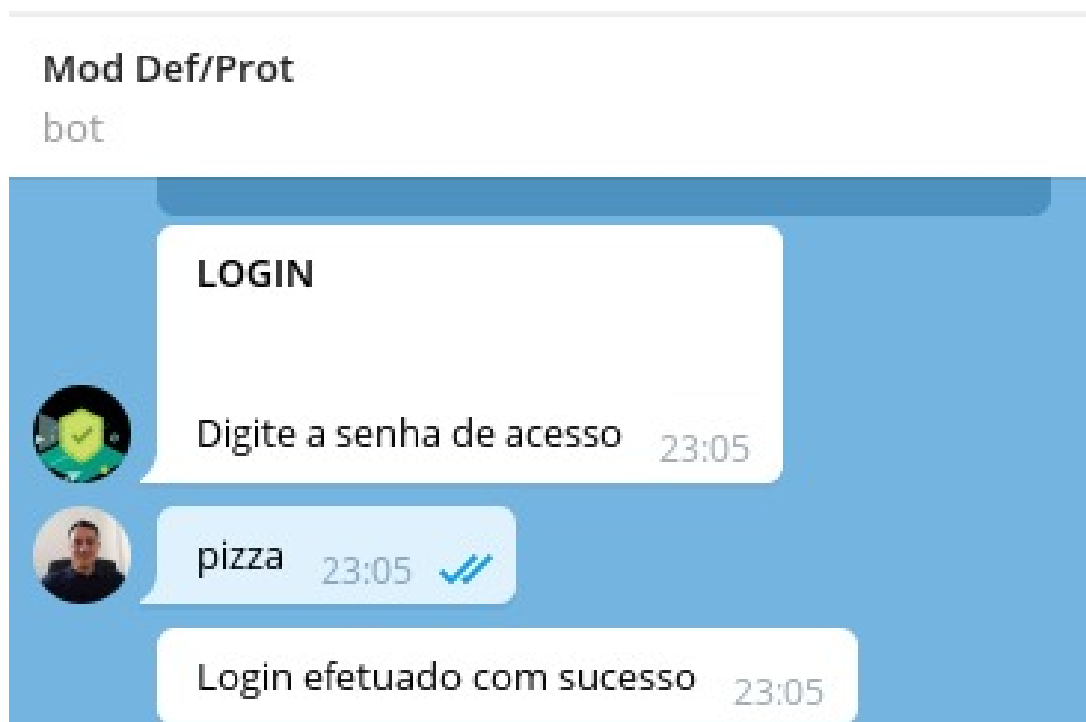 Mod Def/Prot
bot
LOGIN
Digite a senha de acesso 23:05
pizza 23:05
Login efetuado com sucesso 23:05